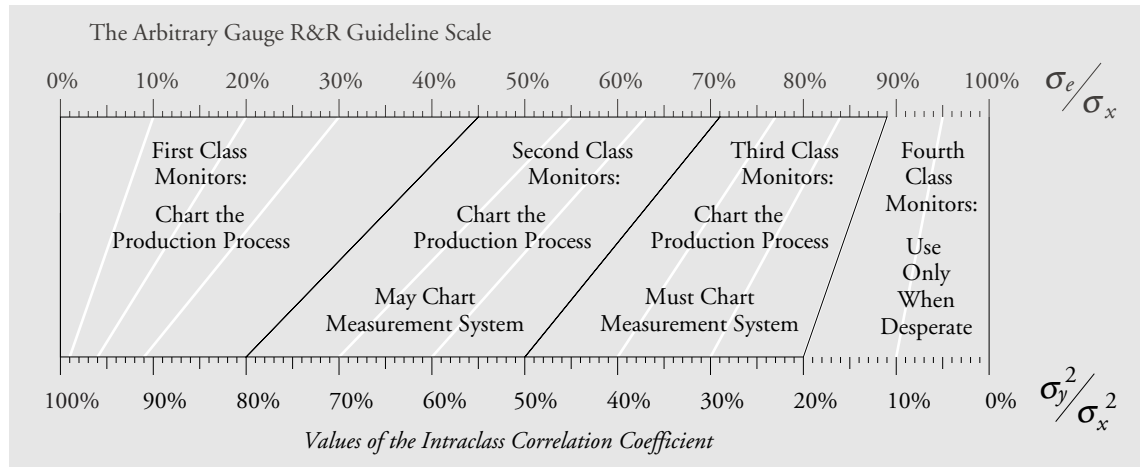 The Arbitrary Gauge R&R Guideline Scale
0% 10% 20% 30% 40% 50% 60% 70% 80% 90% 100% σe/σx
First Class
Monitors:
Chart the
Production Process
Second Class
Monitors:
Chart the
Production Process
May Chart
Measurement System
Third Class
Monitors:
Chart the
Production Process
Must Chart
Measurement System
Fourth
Class
Monitors:
Use
Only
When
Desperate
100% 90% 80% 70% 60% 50% 40% 30% 20% 10% 0% σy²/σx²
Values of the Intraclass Correlation Coefficient